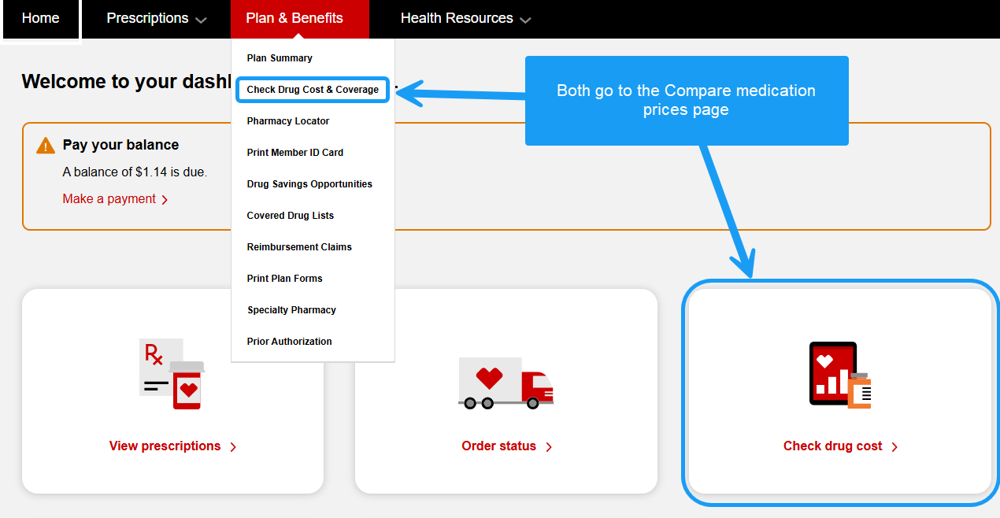 Home Prescriptions Plan & Benefits Health Resources
Plan Summary
Welcome to your dash
Check Drug Cost & Coverage
Both go to the Compare medication
prices page
Pharmacy Locator
Pay your balance
Print Member ID Card
A balance of $1.14 is due.
Drug Savings Opportunities
Make a payment
Covered Drug Lists
Reimbursement Claims
Print Plan Forms
Specialty Pharmacy
Prior Authorization
Rx
View prescriptions
Order status
Check drug cost